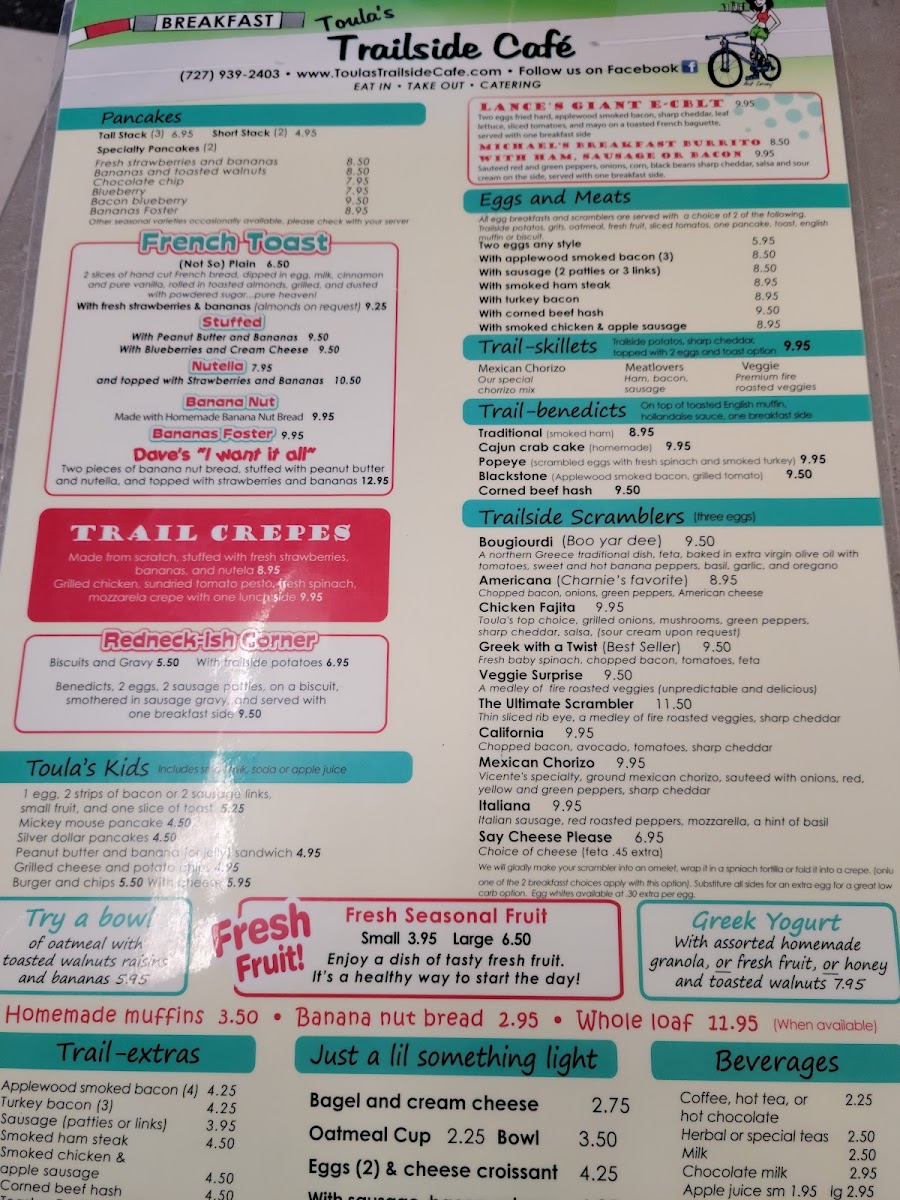 BREAKFAST
Toula's
Trailside Café
(727) 939-2403 • www.ToulasTrailsideCafe.com • Follow us on Facebook f
EAT IN • TAKE OUT • CATERING
Pancakes
Tall Stack (3) 6.95 Short Stack (2) 4.95
Specialty Pancakes (2)
Fresh strawberries and bananas 8.50
Bananas and toasted walnuts 8.50
Chocolate chip 7.95
Blueberry 7.95
Bacon blueberry 9.50
Bananas Foster 8.95
Other seasonal varieties occasionally available, please check with your server
French Toast
(Not So) Plain 6.50
2 slices of hand cut French bread, dipped in egg, milk, cinnamon
and pure vanilla, rolled in toasted almonds, grilled, and dusted
with powdered sugar...pure heaven!
With fresh strawberries & bananas (almonds on request) 9.25
Stuffed
With Peanut Butter and Bananas 9.50
With Blueberries and Cream Cheese 9.50
Nutella 7.95
and topped with Strawberries and Bananas 10.50
Banana Nut
Made with Homemade Banana Nut Bread 9.95
Bananas Foster 9.95
Dave's "I want it all"
Two pieces of banana nut bread, stuffed with peanut butter
and nutella, and topped with strawberries and bananas 12.95
TRAIL CREPES
Made from scratch, stuffed with fresh strawberries,
bananas, and nutela 8.95
Grilled chicken, sundried tomato pesto, fresh spinach,
mozzarela crepe with one lunch side 9.95
Redneck-ish Corner
Biscuits and Gravy 5.50 With trailside potatoes 6.95
Benedicts, 2 eggs, 2 sausage patties, on a biscuit,
smothered in sausage gravy, and served with
one breakfast side 9.50
Toula's Kids Includes small milk, soda or apple juice
1 egg, 2 strips of bacon or 2 sausage links,
small fruit, and one slice of toast 5.25
Mickey mouse pancake 4.50
Silver dollar pancakes 4.50
Peanut butter and banana (or jelly) sandwich 4.95
Grilled cheese and potato chips 4.95
Burger and chips 5.50 With cheese 5.95
LANCE'S GIANT E-CBLT 9.95
Two eggs fried hard, applewood smoked bacon, sharp cheddar, leaf
lettuce, sliced tomatoes, and mayo on a toasted French baguette,
served with one breakfast side
MICHAEL'S BREAKFAST BURRITO 8.50
WITH HAM, SAUSAGE OR BACON 9.95
Sauteed red and green peppers, onions, corn, black beans sharp cheddar, salsa and sour
cream on the side, served with one breakfast side.
Eggs and Meats
All egg breakfasts and scramblers are served with a choice of 2 of the following.
Trailside potatos, grits, oatmeal, fresh fruit, sliced tomatos, one pancake, toast, english
muffin or biscuit.
Two eggs any style 5.95
With applewood smoked bacon (3) 8.50
With sausage (2 patties or 3 links) 8.50
With smoked ham steak 8.95
With turkey bacon 8.95
With corned beef hash 9.50
With smoked chicken & apple sausage 8.95
Trail-skillets Trailside potatos, sharp cheddar,
topped with 2 eggs and toast option 9.95
Mexican Chorizo Meatlovers Veggie
Our special Ham, bacon, Premium fire
chorrizo mix sausage roasted veggies
Trail-benedicts On top of toasted English muffin,
hollandaise sauce, one breakfast side
Traditional (smoked ham) 8.95
Cajun crab cake (homemade) 9.95
Popeye (scrambled eggs with fresh spinach and smoked turkey) 9.95
Blackstone (Applewood smoked bacon, grilled tomato) 9.50
Corned beef hash 9.50
Trailside Scramblers (three eggs)
Bougiourdi (Boo yar dee) 9.50
A northern Greece traditional dish, feta, baked in extra virgin olive oil with
tomatoes, sweet and hot banana peppers, basil, garlic, and oregano
Americana (Charnie's favorite) 8.95
Chopped bacon, onions, green peppers, American cheese
Chicken Fajita 9.95
Toula's top choice, grilled onions, mushrooms, green peppers,
sharp cheddar, salsa, (sour cream upon request)
Greek with a Twist (Best Seller) 9.50
Fresh baby spinach, chopped bacon, tomatoes, feta
Veggie Surprise 9.50
A medley of fire roasted veggies (unpredictable and delicious)
The Ultimate Scrambler 11.50
Thin sliced rib eye, a medley of fire roasted veggies, sharp cheddar
California 9.95
Chopped bacon, avocado, tomatoes, sharp cheddar
Mexican Chorizo 9.95
Vicente's specialty, ground mexican chorizo, sauteed with onions, red,
yellow and green peppers, sharp cheddar
Italiana 9.95
Italian sausage, red roasted peppers, mozzarella, a hint of basil
Say Cheese Please 6.95
Choice of cheese (feta .45 extra)
We will gladly make your scrambler into an omelet, wrap it in a spniach tortilla or fold it into a crepe. (onlu
one of the 2 breakfast choices apply with this option). Substitute all sides for an extra egg for a great low
carb option. Egg whites available at .30 extra per egg.
Try a bowl
of oatmeal with
toasted walnuts raisins
and bananas 5.95
Fresh
Fruit!
Fresh Seasonal Fruit
Small 3.95 Large 6.50
Enjoy a dish of tasty fresh fruit.
It's a healthy way to start the day!
Greek Yogurt
With assorted homemade
granola, or fresh fruit, or honey
and toasted walnuts 7.95
Homemade muffins 3.50 • Banana nut bread 2.95 • Whole loaf 11.95 (When available)
Trail-extras
Applewood smoked bacon (4) 4.25
Turkey bacon (3) 4.25
Sausage (patties or links) 3.95
Smoked ham steak 4.50
Smoked chicken &
apple sausage 4.50
Corned beef hash 4.50
Just a lil something light
Bagel and cream cheese 2.75
Oatmeal Cup 2.25 Bowl 3.50
Eggs (2) & cheese croissant 4.25
Beverages
Coffee, hot tea, or 2.25
hot chocolate
Herbal or special teas 2.50
Milk 2.50
Chocolate milk 2.95
Apple juice sm 1.95 lg 2.95